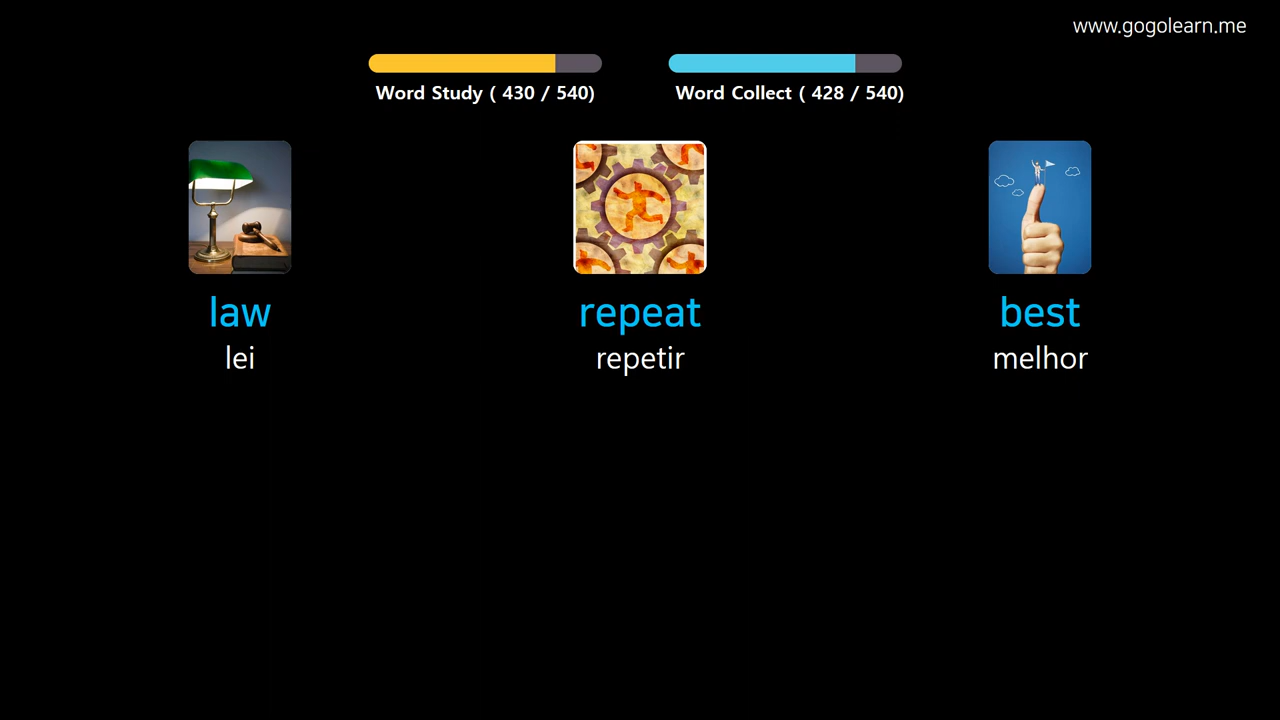 www.gogolearn.me
Word Study ( 430 / 540)
Word Collect ( 428 / 540)
law
repeat
best
lei
repetir
melhor